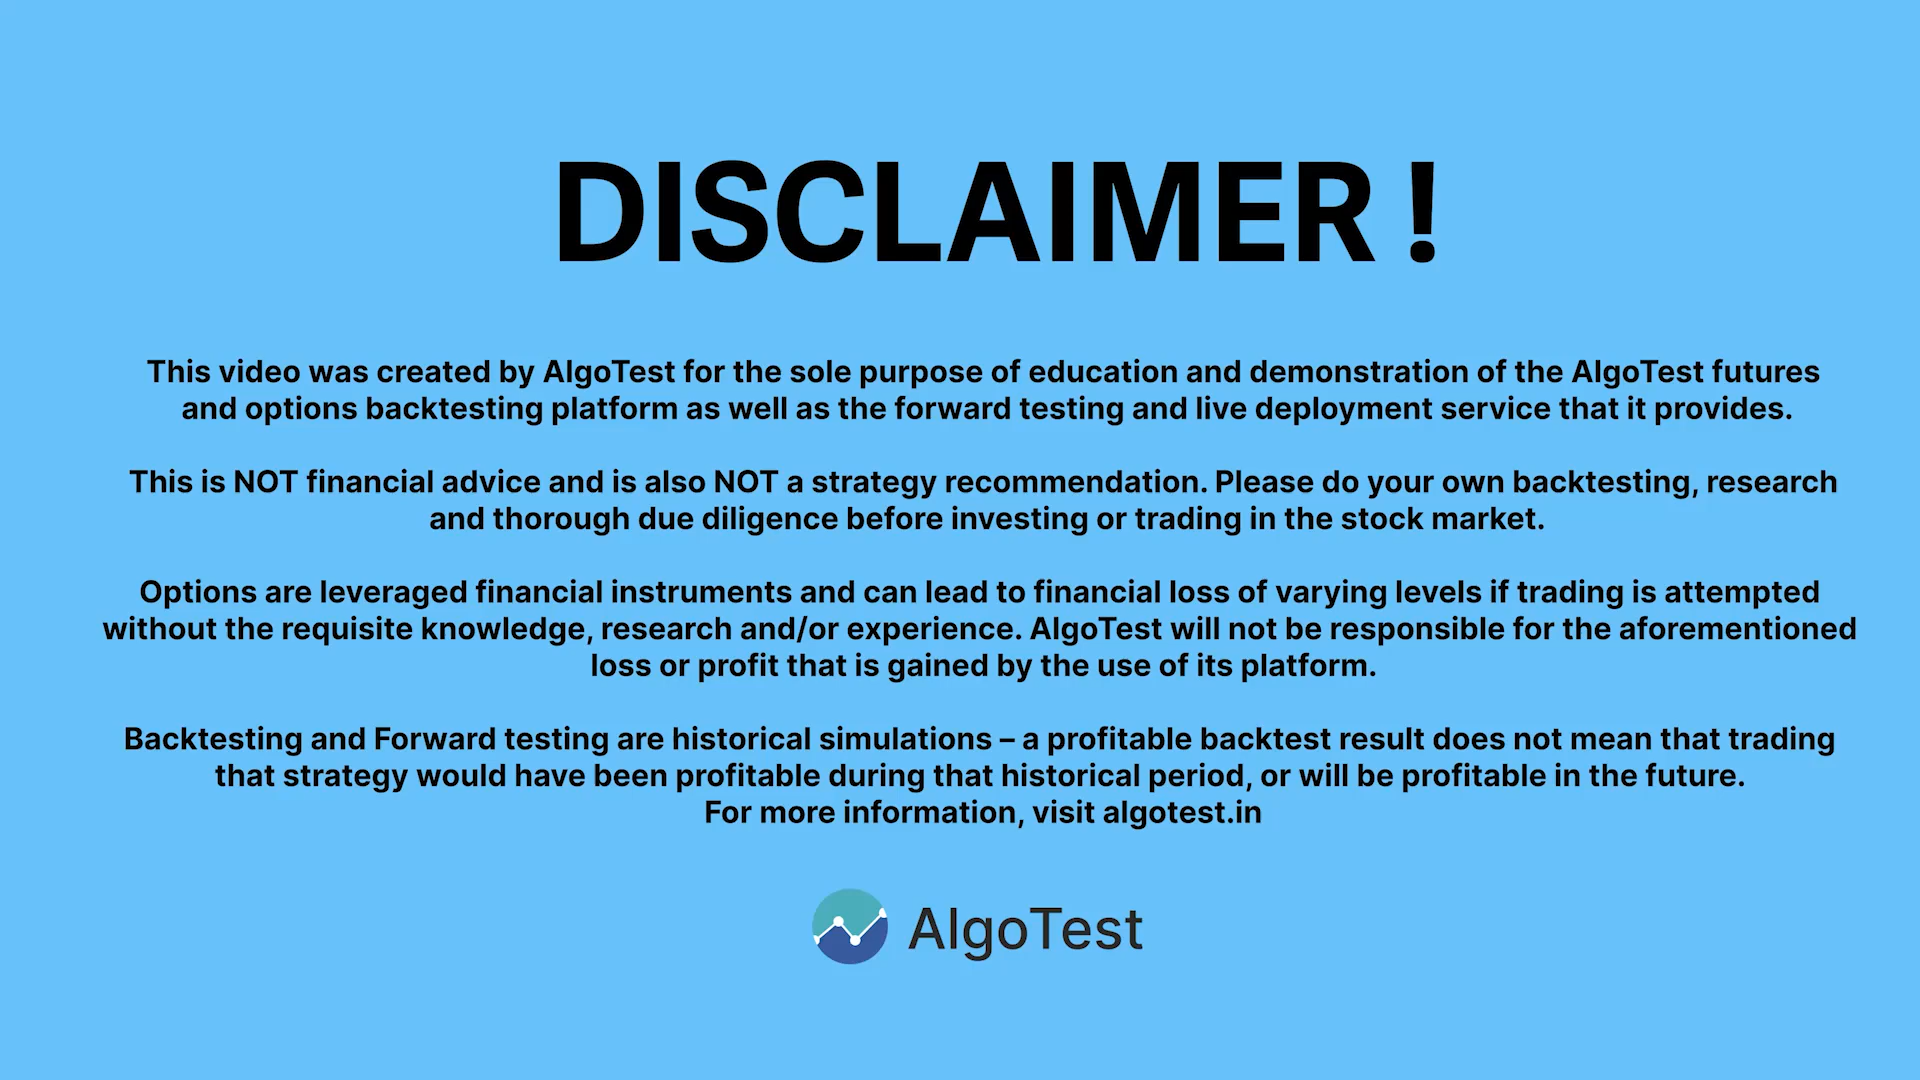 DISCLAIMER !
This video was created by AlgoTest for the sole purpose of education and demonstration of the AlgoTest futures
and options backtesting platform as well as the forward testing and live deployment service that it provides.
This is NOT financial advice and is also NOT a strategy recommendation. Please do your own backtesting, research
and thorough due diligence before investing or trading in the stock market.
Options are leveraged financial instruments and can lead to financial loss of varying levels if trading is attempted
without the requisite knowledge, research and/or experience. AlgoTest will not be responsible for the aforementioned
loss or profit that is gained by the use of its platform.
Backtesting and Forward testing are historical simulations – a profitable backtest result does not mean that trading
that strategy would have been profitable during that historical period, or will be profitable in the future.
For more information, visit algotest.in
AlgoTest